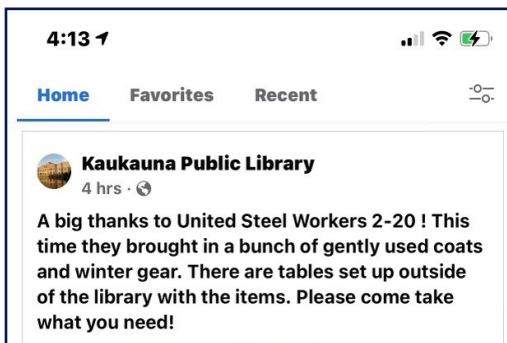 4:13
Home Favorites Recent
Kaukauna Public Library
4 hrs ·
A big thanks to United Steel Workers 2-20 ! This
time they brought in a bunch of gently used coats
and winter gear. There are tables set up outside
of the library with the items. Please come take
what you need!